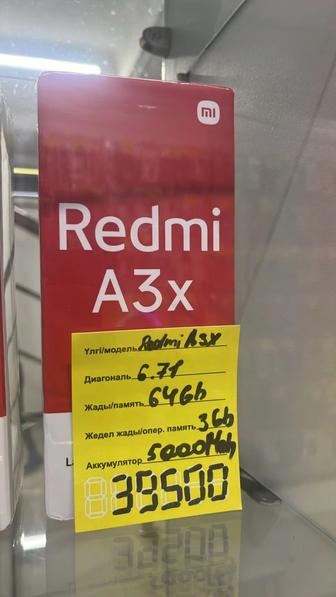 mi
Redmi
A3x
Үлгі/модель Redmi A3X
Диагональ 6.71
Жады/память 64Gb
Жедел жады/опер. память 3Gb
Аккумулятор 5000Mah
39500